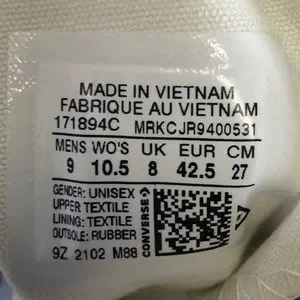 MADE IN VIETNAM
FABRIQUE AU VIETNAM
171894C MRKCJR9400531
MENS WO'S UK EUR CM
9 10.5 8 42.5 27
GENDER: UNISEX
UPPER: TEXTILE
LINING: TEXTILE
OUTSOLE: RUBBER
CONVERSE
9Z 2102 M88